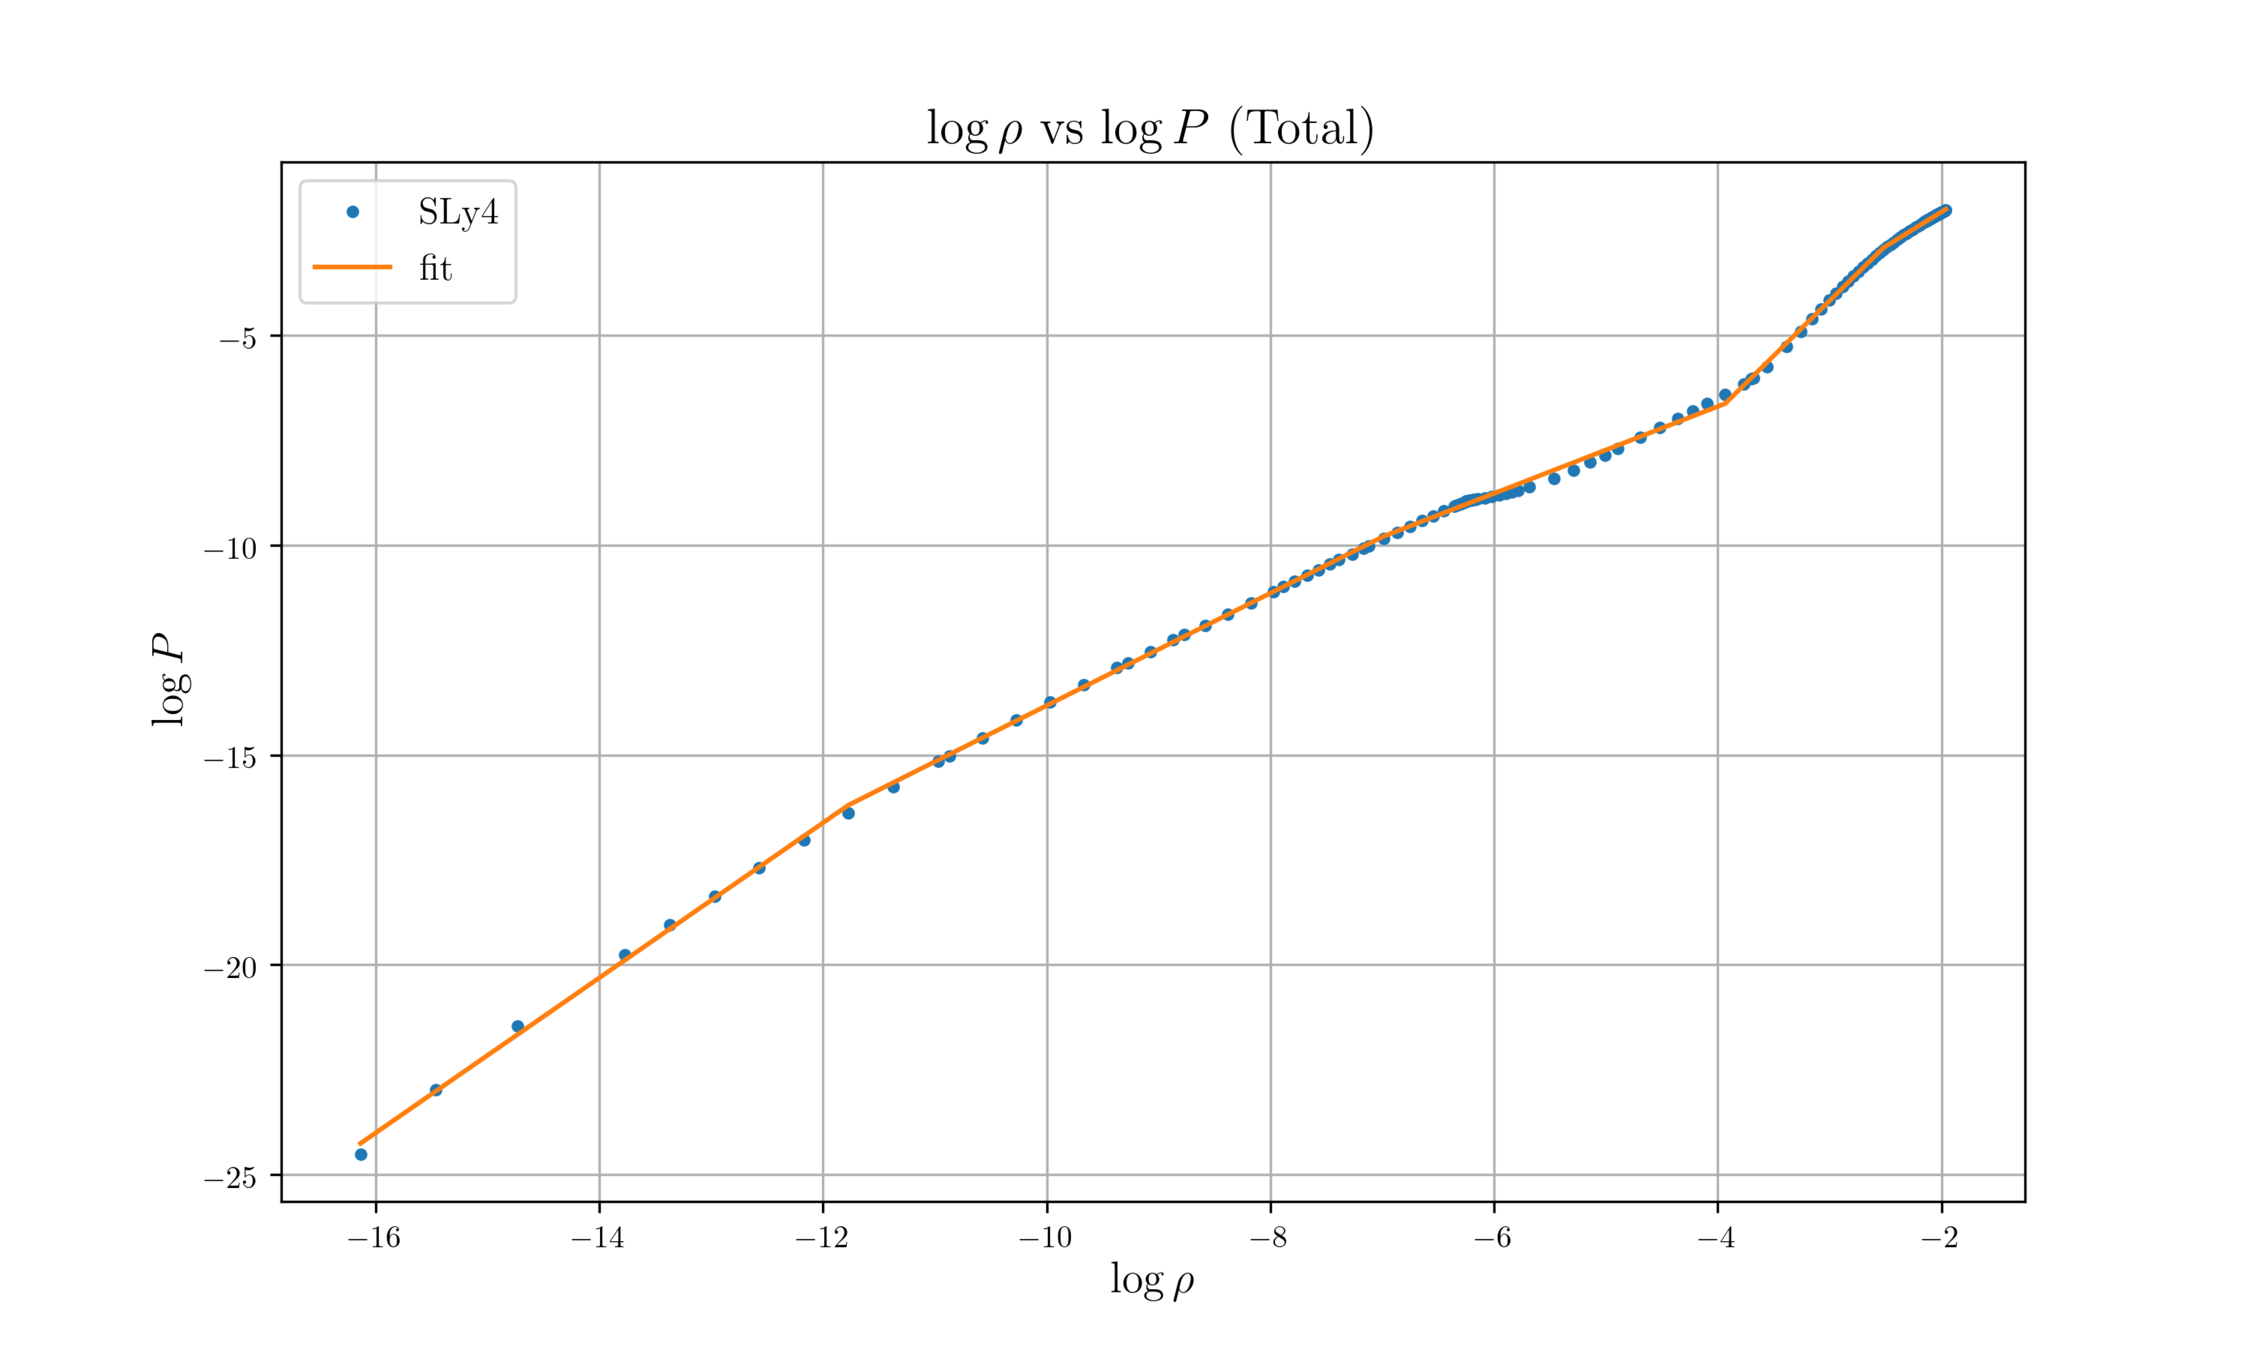 log ρ vs log P (Total)
SLy4
fit
−5
−10
−15
−20
−25
log P
−16 −14 −12 −10 −8 −6 −4 −2
log ρ